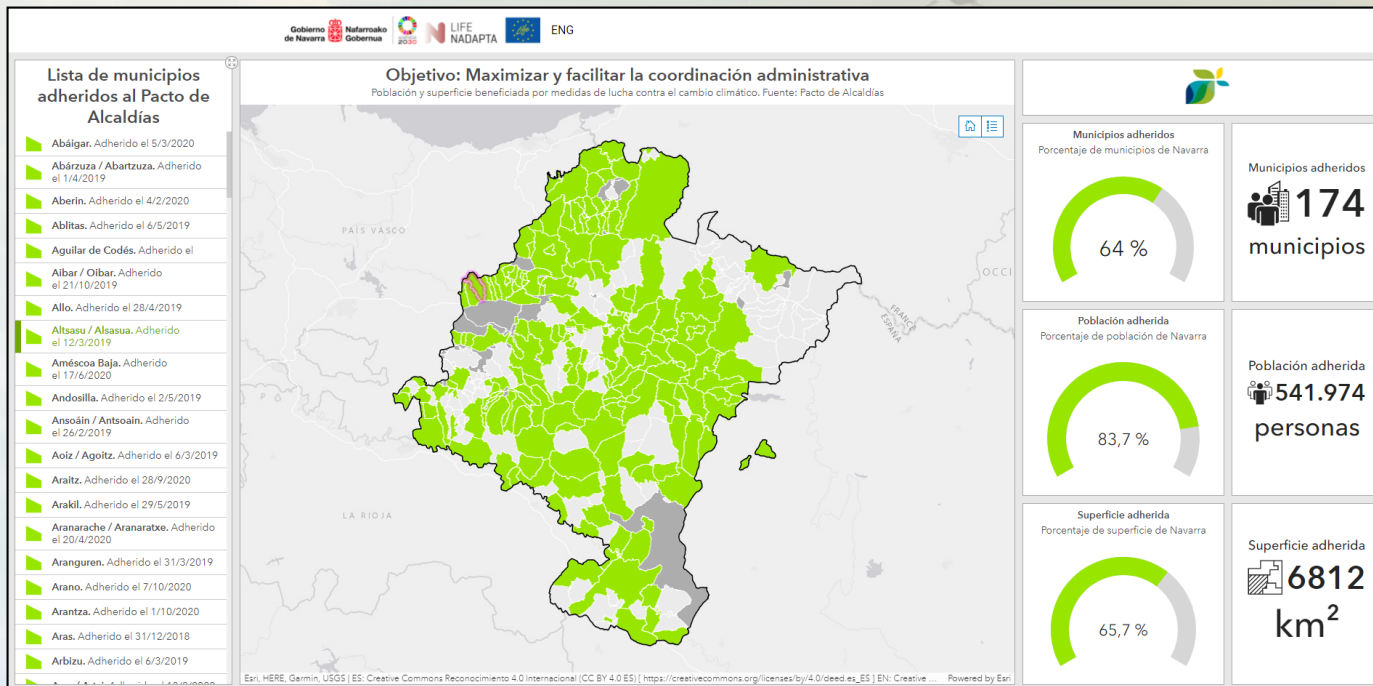 Gobierno de Navarra
Nafarroako Gobernua
2030
LIFE
NADAPTA
ENG
Lista de municipios
adheridos al Pacto de
Alcaldías
Abáigar. Adherido el 5/3/2020
Abárzuza / Abartzuza. Adherido
el 1/4/2019
Aberin. Adherido el 4/2/2020
Ablitas. Adherido el 6/5/2019
Aguilar de Codés. Adherido el
Aibar / Oibar. Adherido
el 21/10/2019
Allo. Adherido el 28/4/2019
Altsasu / Alsasua. Adherido
el 12/3/2019
Améscoa Baja. Adherido
el 17/6/2020
Andosilla. Adherido el 2/5/2019
Ansoáin / Antsoain. Adherido
el 26/2/2019
Aoiz / Agoitz. Adherido el 6/3/2019
Araitz. Adherido el 28/9/2020
Arakil. Adherido el 29/5/2019
Aranarache / Aranaratxe. Adherido
el 20/4/2020
Aranguren. Adherido el 31/3/2019
Arano. Adherido el 7/10/2020
Arantza. Adherido el 1/10/2020
Aras. Adherido el 31/12/2018
Arbizu. Adherido el 6/3/2019
Objetivo: Maximizar y facilitar la coordinación administrativa
Población y superficie beneficiada por medidas de lucha contra el cambio climático. Fuente: Pacto de Alcaldías
PAÍS VASCO
OCCI
FRANCE
ESPAÑA
LA RIOJA
Esri, HERE, Garmin, USGS | ES: Creative Commons Reconocimiento 4.0 Internacional (CC BY 4.0 ES) [ https://creativecommons.org/licenses/by/4.0/deed.es_ES ] EN: Creative ...
Powered by Esri
Municipios adheridos
Porcentaje de municipios de Navarra
64 %
Municipios adheridos
174
municipios
Población adherida
Porcentaje de población de Navarra
83,7 %
Población adherida
541.974
personas
Superficie adherida
Porcentaje de superficie de Navarra
65,7 %
Superficie adherida
6812
km²